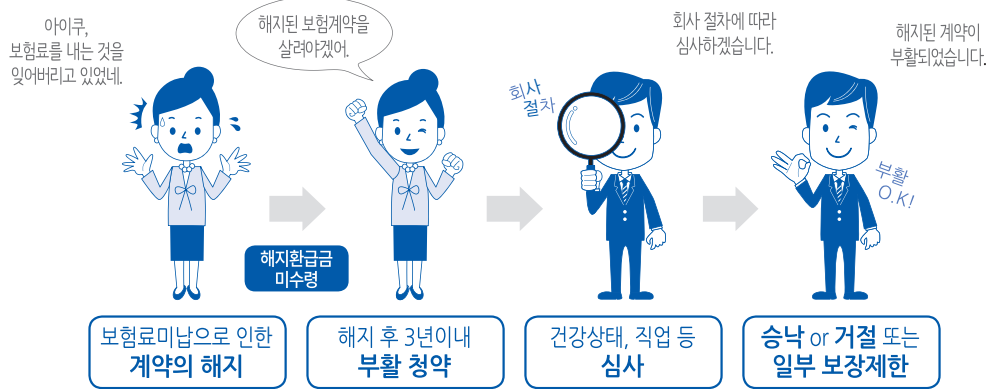 아이쿠,
보험료를 내는 것을
잊어버리고 있었네.
해지된 보험계약을
살려야겠어.
회사 절차에 따라
심사하겠습니다.
해지된 계약이
부활되었습니다.
회사
절차
부활
O.K!
해지환급금
미수령
보험료미납으로 인한
계약의 해지
해지 후 3년이내
부활 청약
건강상태, 직업 등
심사
승낙 or 거절 또는
일부 보장제한